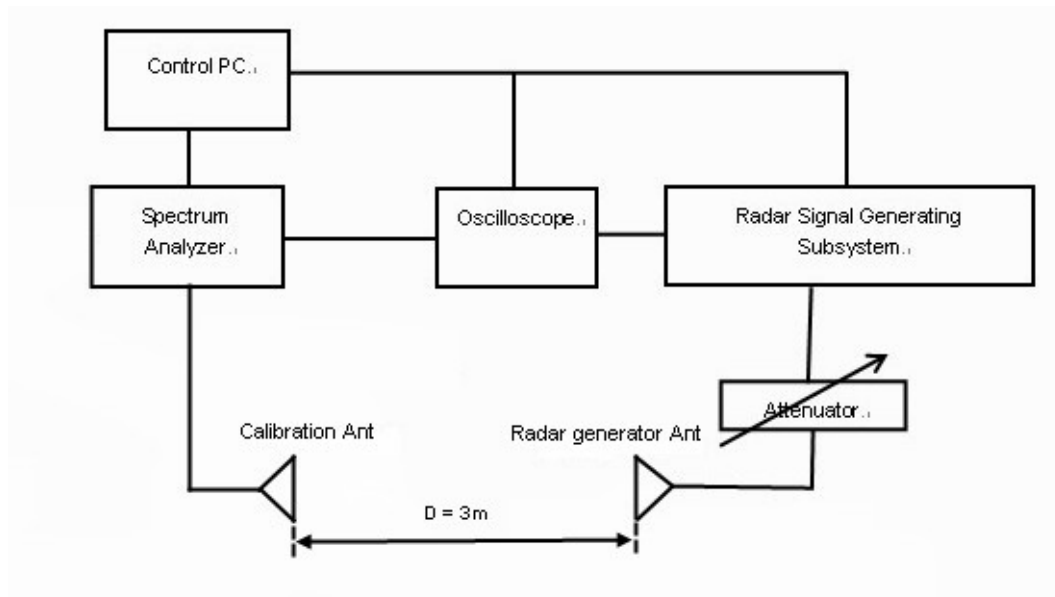 Control PC
Spectrum
Analyzer
Oscilloscope
Radar Signal Generating
Subsystem
Attenuator
Calibration Ant
Radar generator Ant
D = 3m